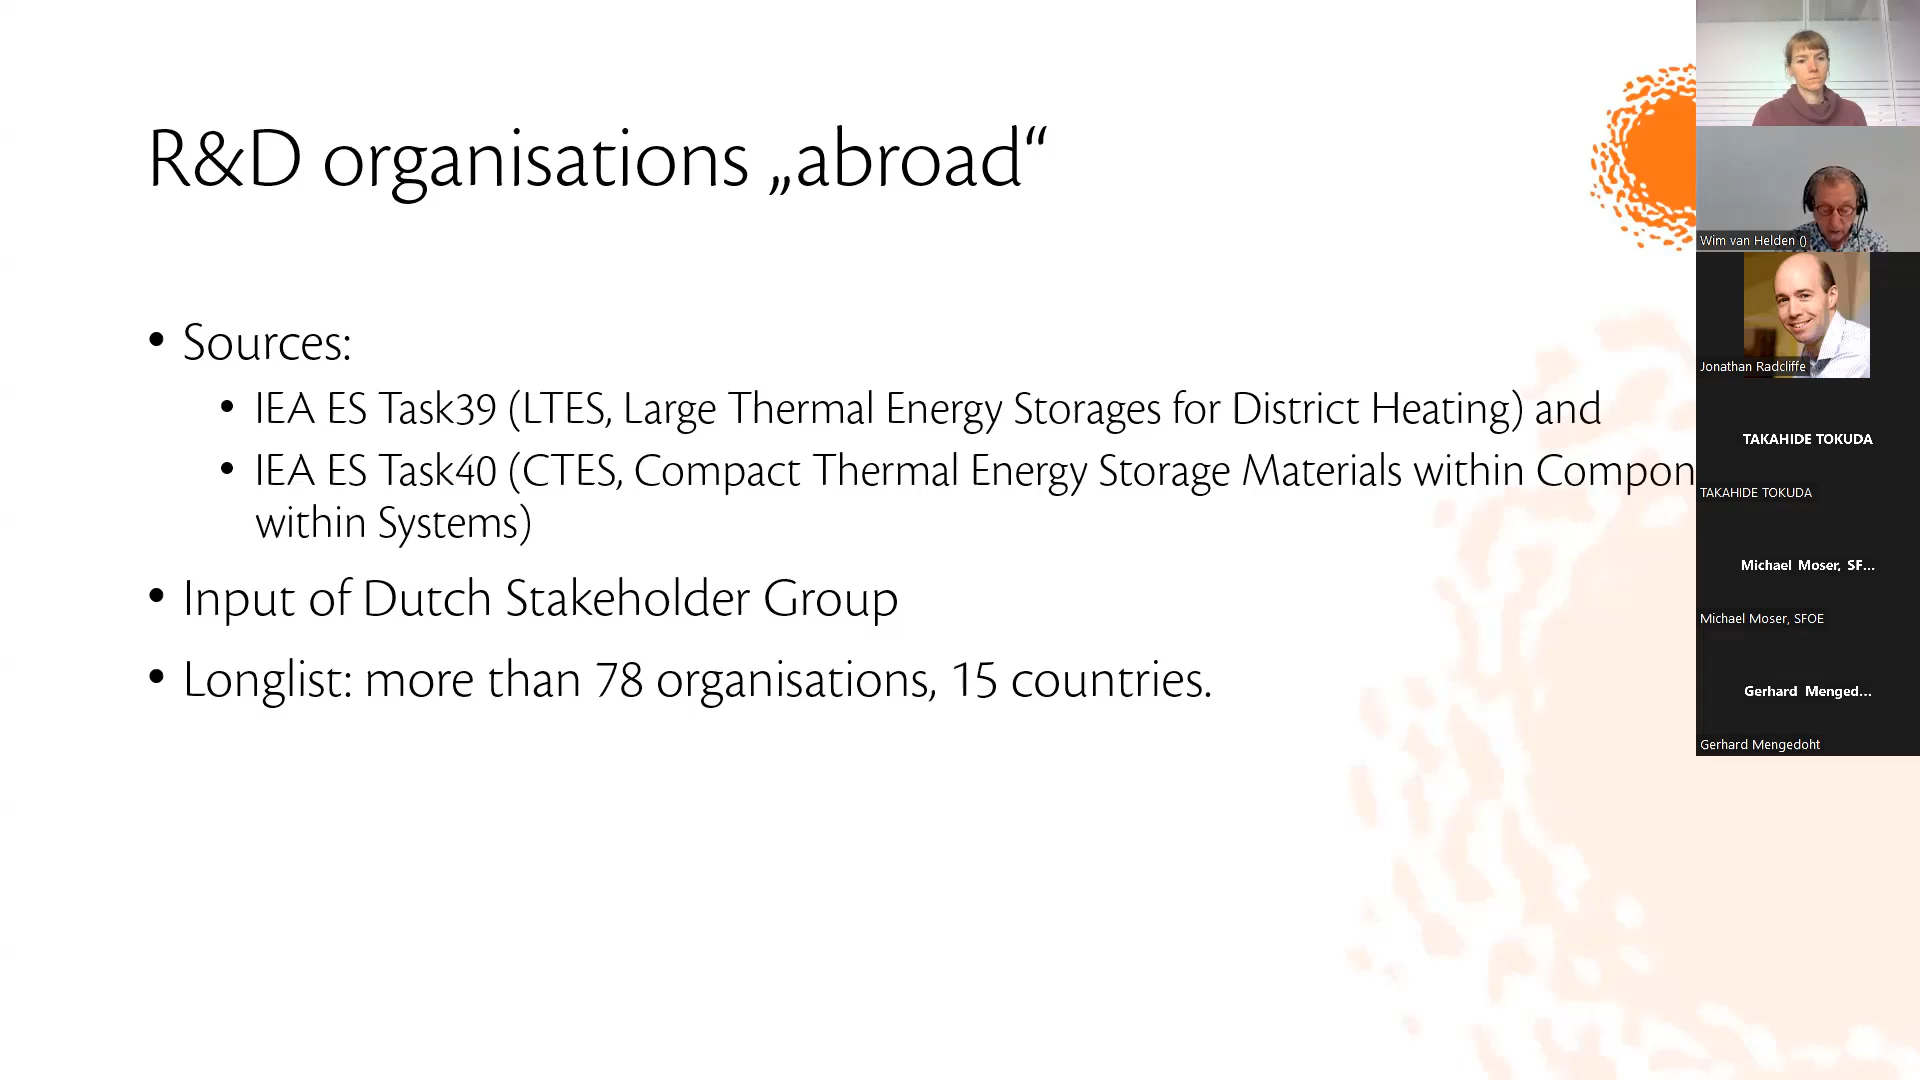 R&D organisations „abroad“
• Sources:
• IEA ES Task39 (LTES, Large Thermal Energy Storages for District Heating) and
• IEA ES Task40 (CTES, Compact Thermal Energy Storage Materials within Compon
within Systems)
• Input of Dutch Stakeholder Group
• Longlist: more than 78 organisations, 15 countries.
Wim van Helden ()
Jonathan Radcliffe
TAKAHIDE TOKUDA
TAKAHIDE TOKUDA
Michael Moser, SF...
Michael Moser, SFOE
Gerhard Menged...
Gerhard Mengedoht